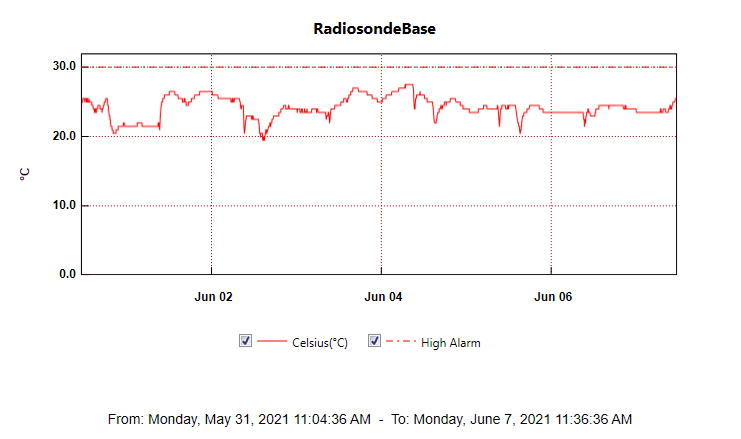 RadiosondeBase
30.0
20.0
10.0
0.0
°C
Jun 02 Jun 04 Jun 06
Celsius(°C) High Alarm
From: Monday, May 31, 2021 11:04:36 AM - To: Monday, June 7, 2021 11:36:36 AM